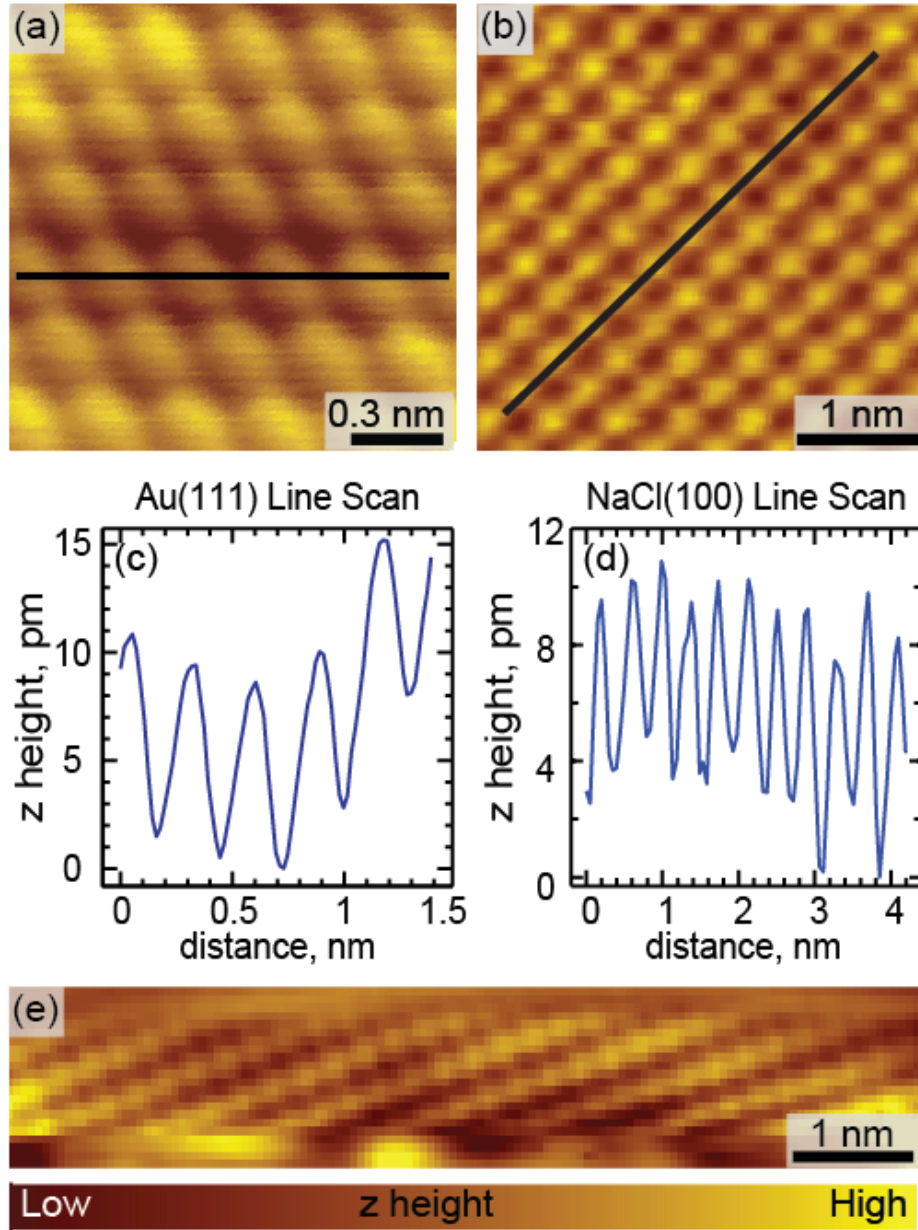 (a)
(b)
0.3 nm
1 nm
Au(111) Line Scan
NaCl(100) Line Scan
(c)
(d)
15
10
5
0
z height, pm
0
0.5
1
1.5
distance, nm
12
8
4
0
z height, pm
0
1
2
3
4
distance, nm
(e)
1 nm
Low
z height
High